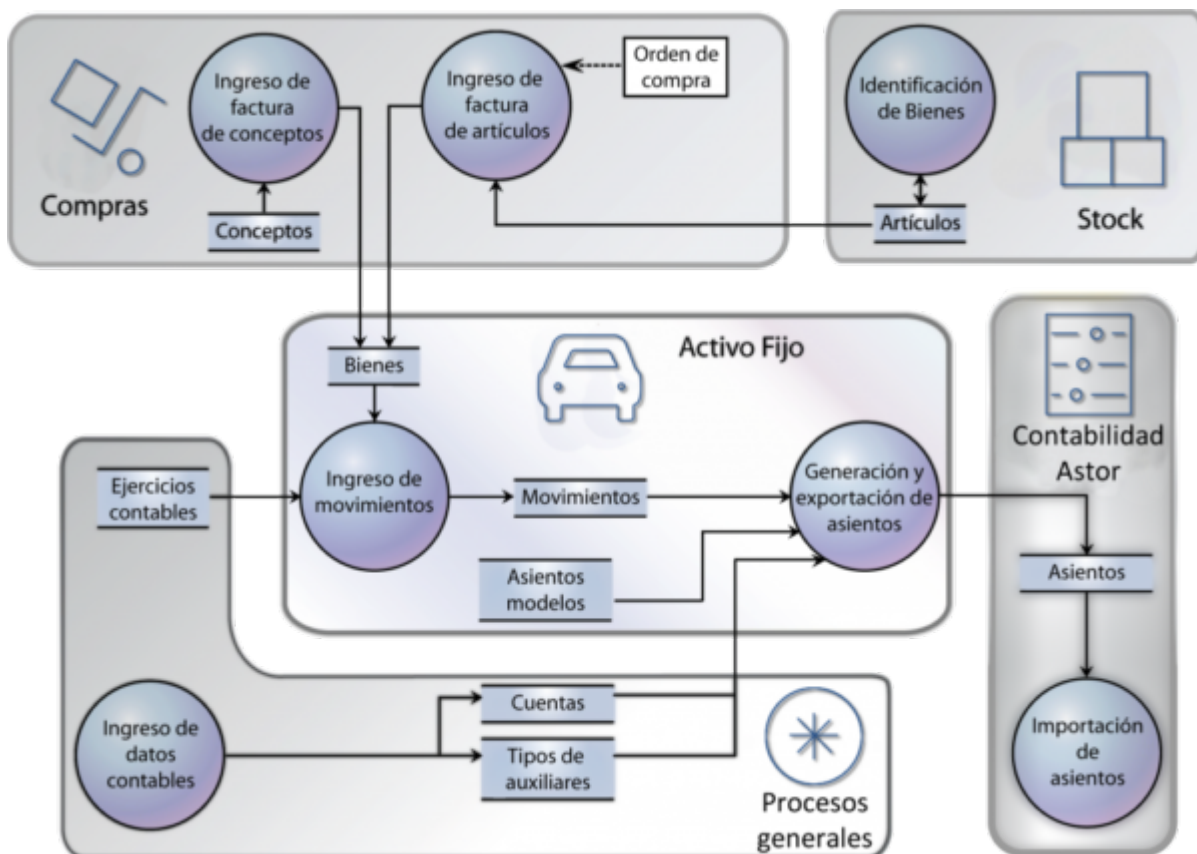 Ingreso de
factura
de conceptos
Ingreso de
factura
de artículos
Orden de
compra
Identificación
de Bienes
Compras
Conceptos
Artículos
Stock
Activo Fijo
Bienes
Contabilidad
Astor
Ejercicios
contables
Ingreso de
movimientos
Movimientos
Generación y
exportación de
asientos
Asientos
modelos
Asientos
Ingreso de
datos
contables
Cuentas
Tipos de
auxiliares
Procesos
generales
Importación
de
asientos